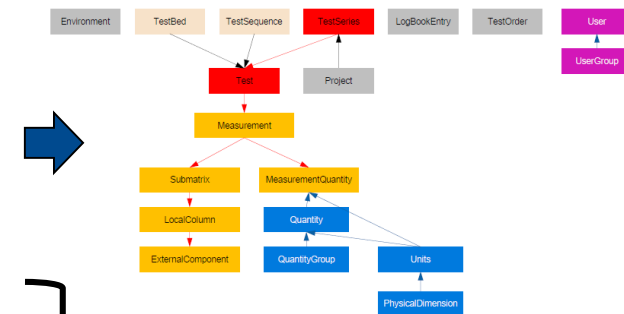 Environment TestBed TestSequence TestSeries LogBookEntry TestOrder User
UserGroup
Test Project
Measurement
Submatrix MeasurementQuantity
LocalColumn Quantity
ExternalComponent QuantityGroup Units
PhysicalDimension